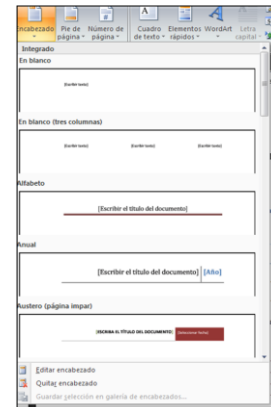 Encabezado Pie de página Número de página Cuadro de texto Elementos rápidos WordArt Letra capital
Integrado
En blanco
[Escribir texto]
En blanco (tres columnas)
[Escribir texto] [Escribir texto] [Escribir texto]
Alfabeto
[Escribir el título del documento]
Anual
[Escribir el título del documento] [Año]
Austero (página impar)
[ESCRIBA EL TÍTULO DEL DOCUMENTO] [Seleccionar fecha]
Editar encabezado
Quitar encabezado
Guardar selección en galería de encabezados...